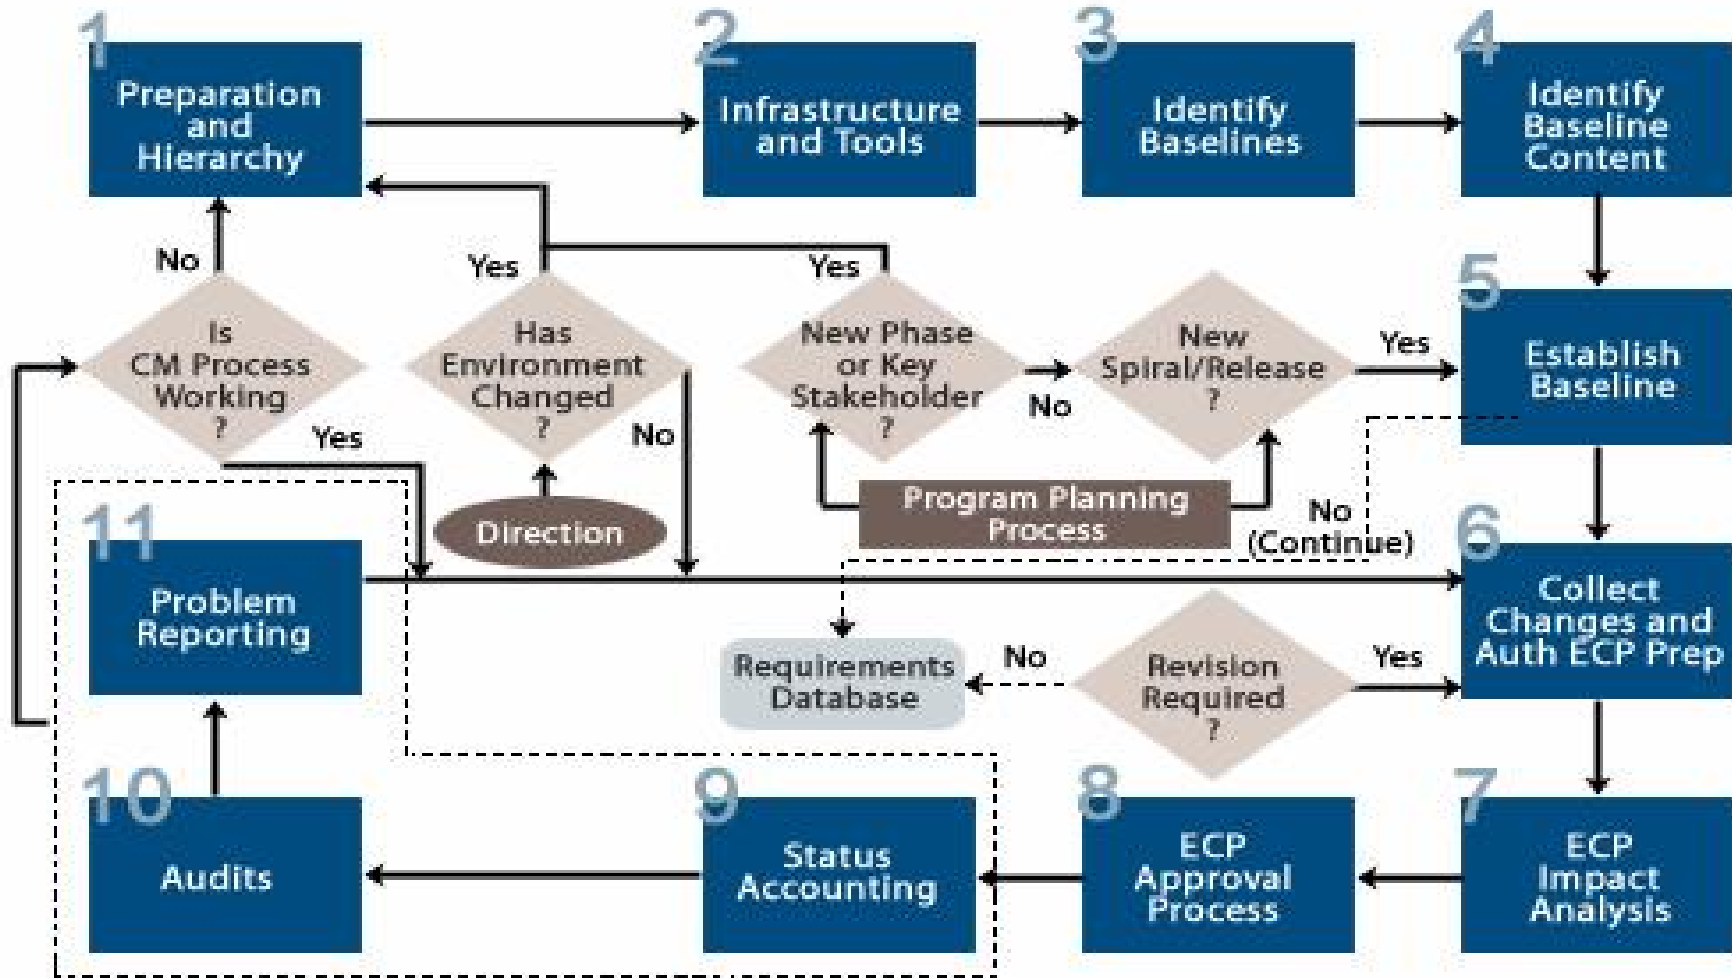 1
Preparation
and
Hierarchy
2
Infrastructure
and Tools
3
Identify
Baselines
4
Identify
Baseline
Content
No
Yes
Yes
Is
CM Process
Working
?
Yes
Has
Environment
Changed
?
No
New Phase
or Key
Stakeholder
?
No
New
Spiral/Release
?
Yes
5
Establish
Baseline
Direction
Program Planning
Process
No
(Continue)
11
Problem
Reporting
6
Collect
Changes and
Auth ECP Prep
Requirements
Database
No
Revision
Required
?
Yes
10
Audits
9
Status
Accounting
8
ECP
Approval
Process
7
ECP
Impact
Analysis